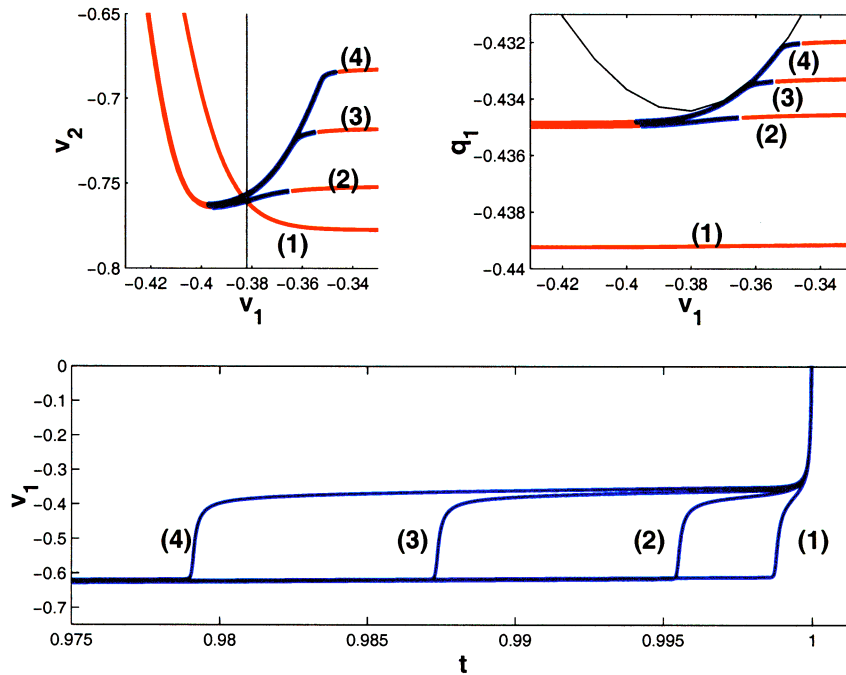 -0.65
-0.7
-0.75
-0.8
v2
-0.42 -0.4 -0.38 -0.36 -0.34
v1
(4)
(3)
(2)
(1)
-0.432
-0.434
-0.435
-0.439
-0.44
q1
-0.42 -0.4 -0.38 -0.36 -0.34
v1
(4)
(3)
(2)
(1)
0
-0.1
-0.2
-0.3
-0.4
-0.5
-0.6
-0.7
v1
(4) (3) (2) (1)
0.975 0.98 0.985 0.99 0.995 1
t